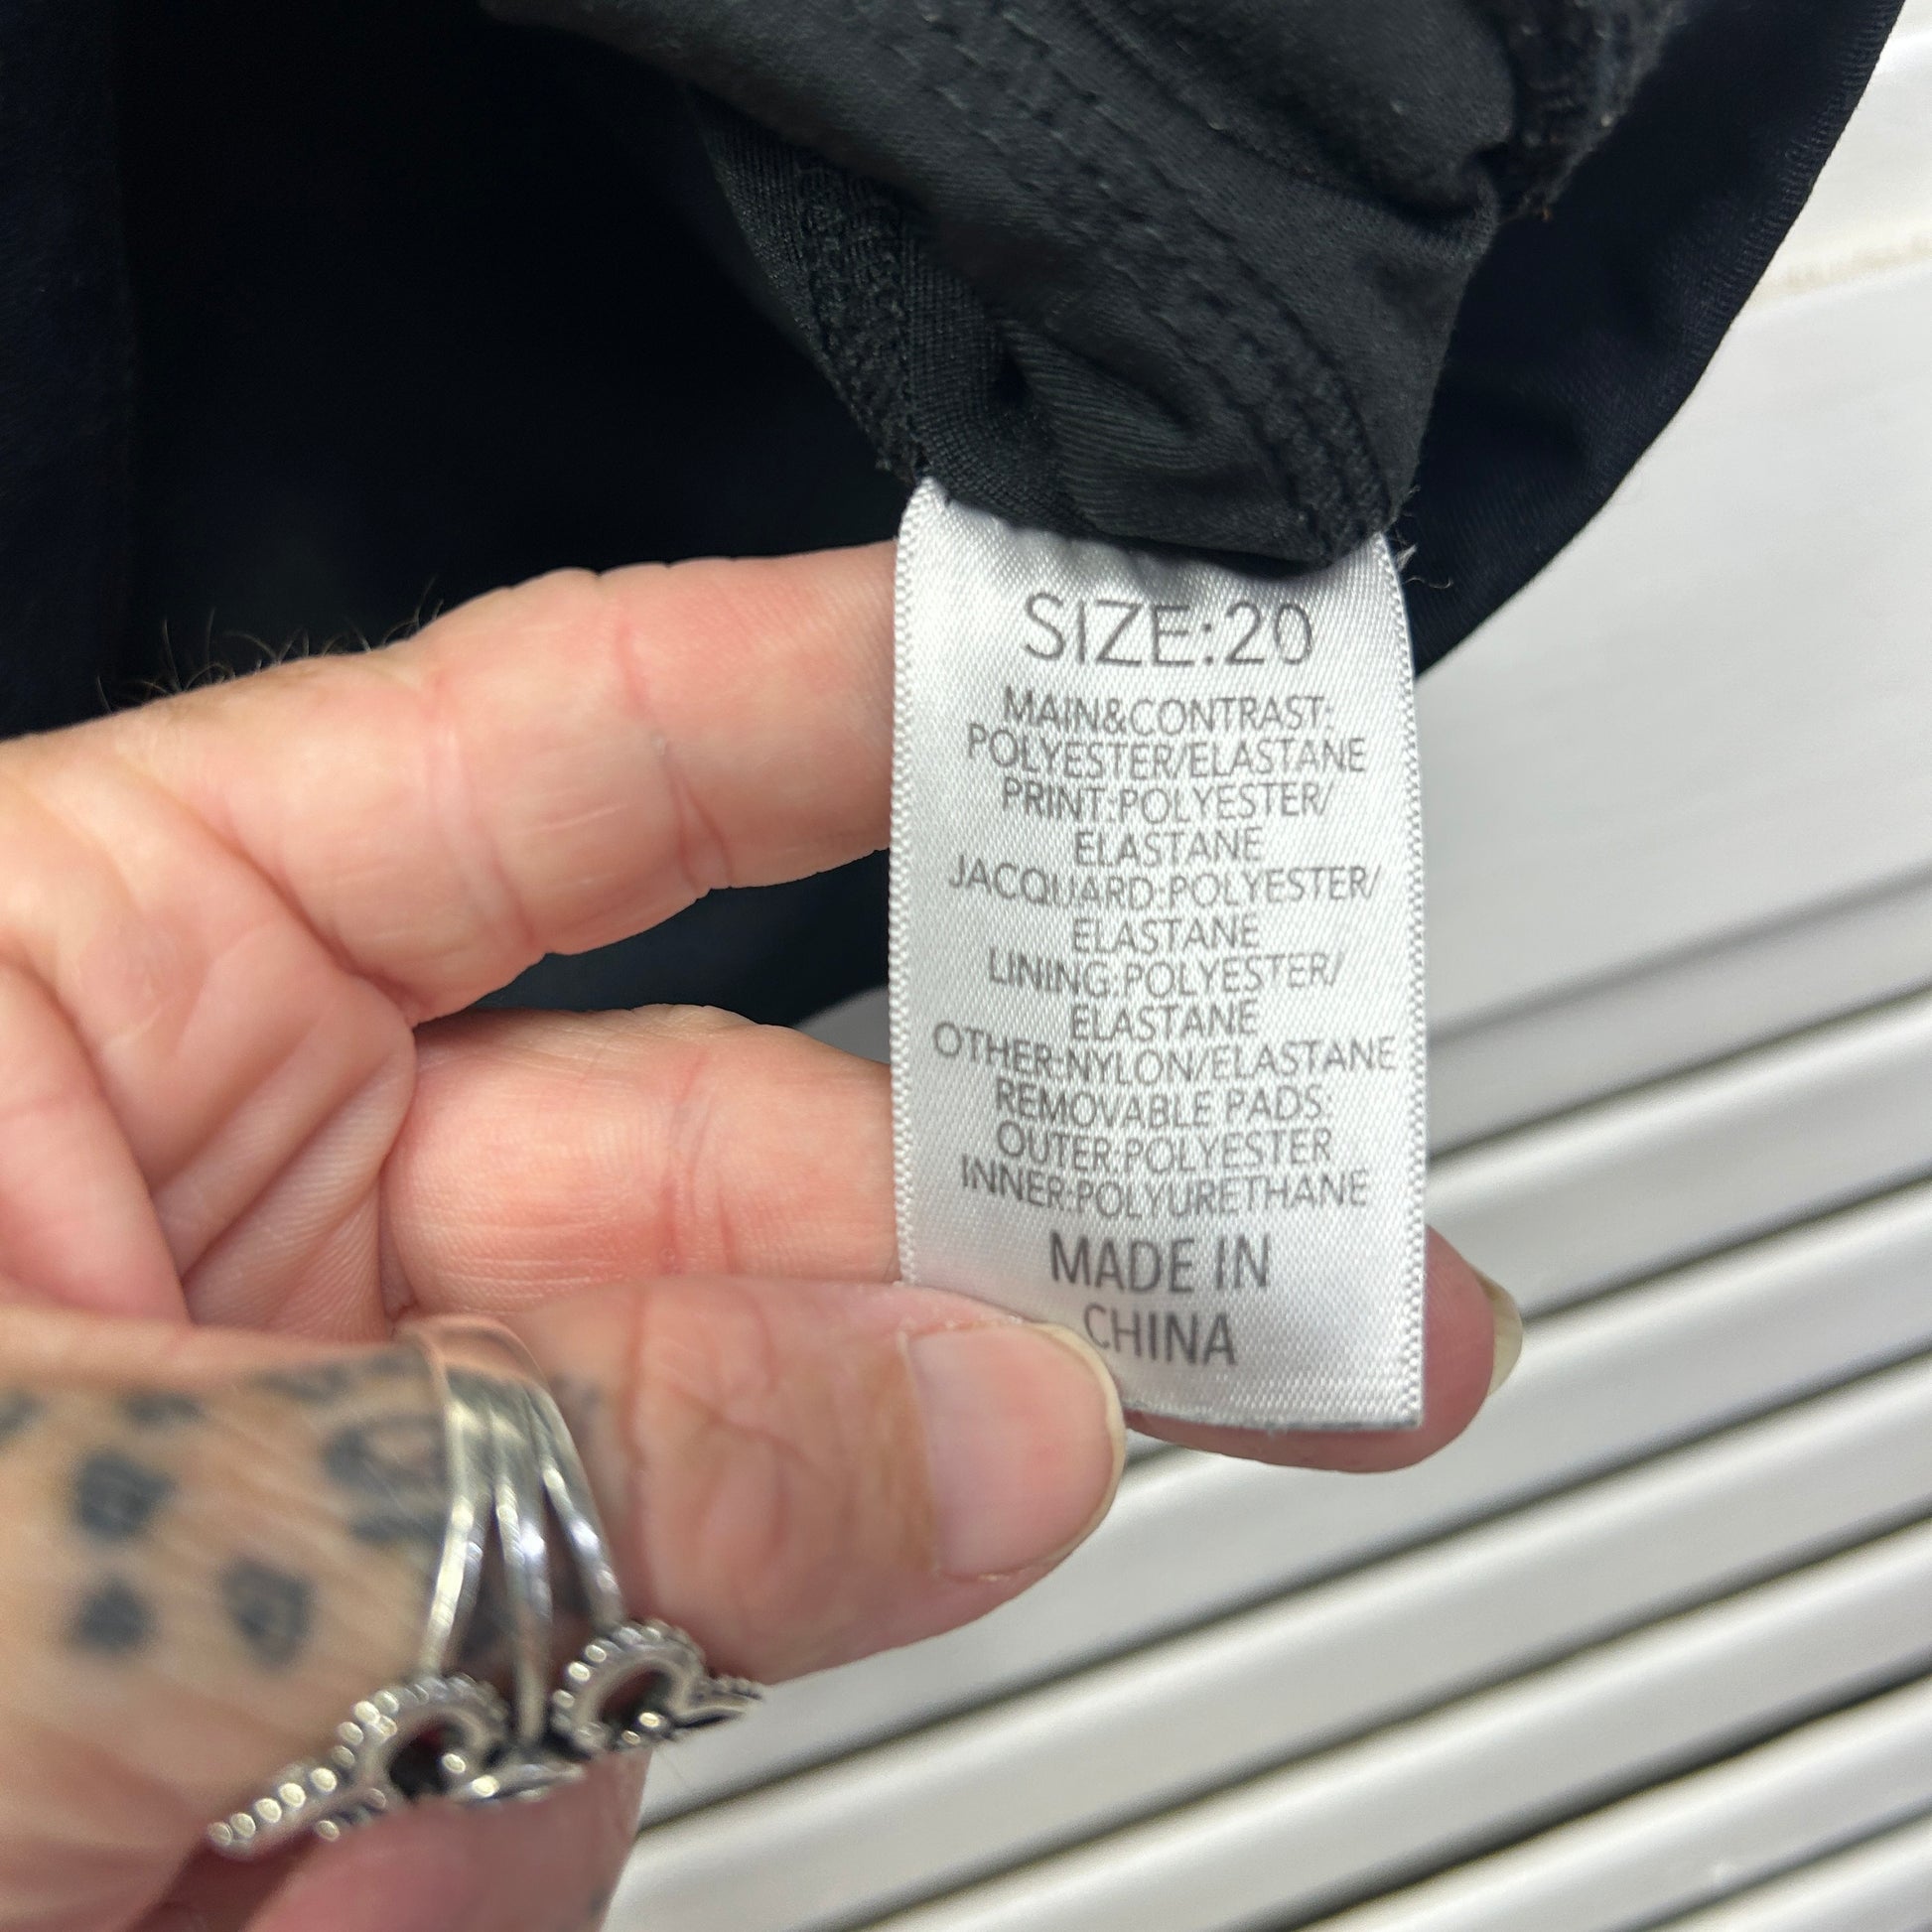 SIZE:20
MAIN&CONTRAST:
POLYESTER/ELASTANE
PRINT:POLYESTER/
ELASTANE
JACQUARD:POLYESTER/
ELASTANE
LINING:POLYESTER/
ELASTANE
OTHER:NYLON/ELASTANE
REMOVABLE PADS
OUTER:POLYESTER
INNER:POLYURETHANE
MADE IN
CHINA